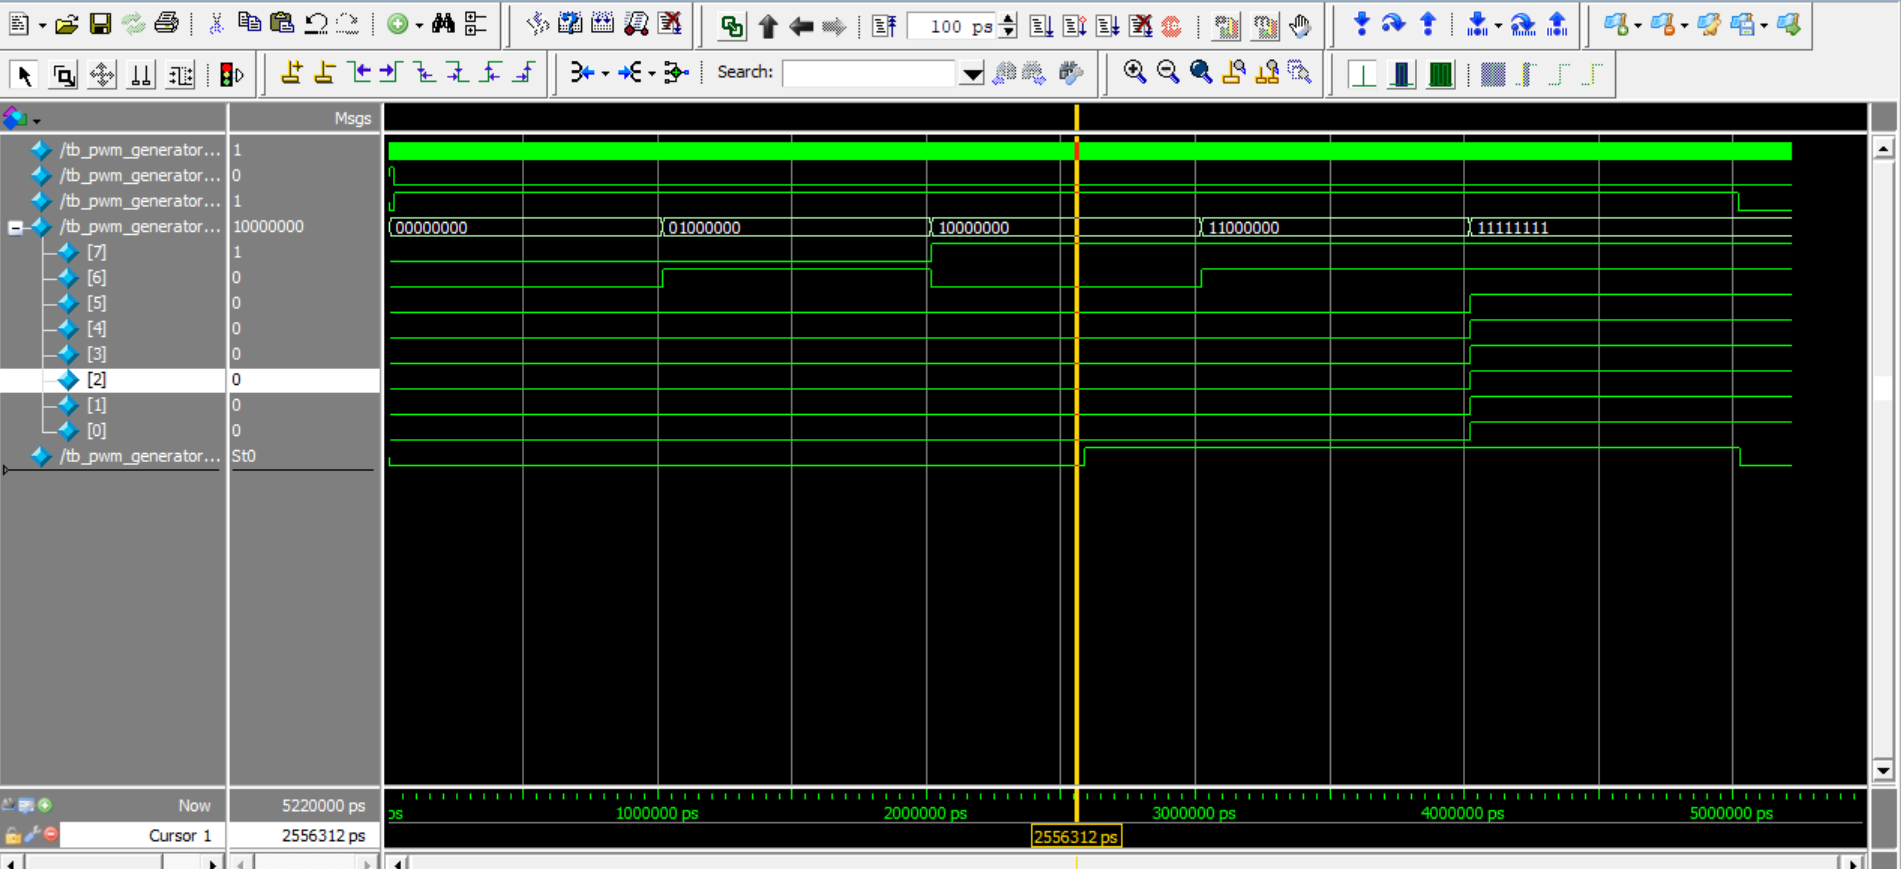 100 ps
Search:
Msgs
/tb_pwm_generator... 1
/tb_pwm_generator... 0
/tb_pwm_generator... 1
/tb_pwm_generator... 10000000 00000000 01000000 10000000 11000000 11111111
[7] 1
[6] 0
[5] 0
[4] 0
[3] 0
[2] 0
[1] 0
[0] 0
/tb_pwm_generator... St0
Now 5220000 ps ps 1000000 ps 2000000 ps 3000000 ps 4000000 ps 5000000 ps
Cursor 1 2556312 ps 2556312 ps